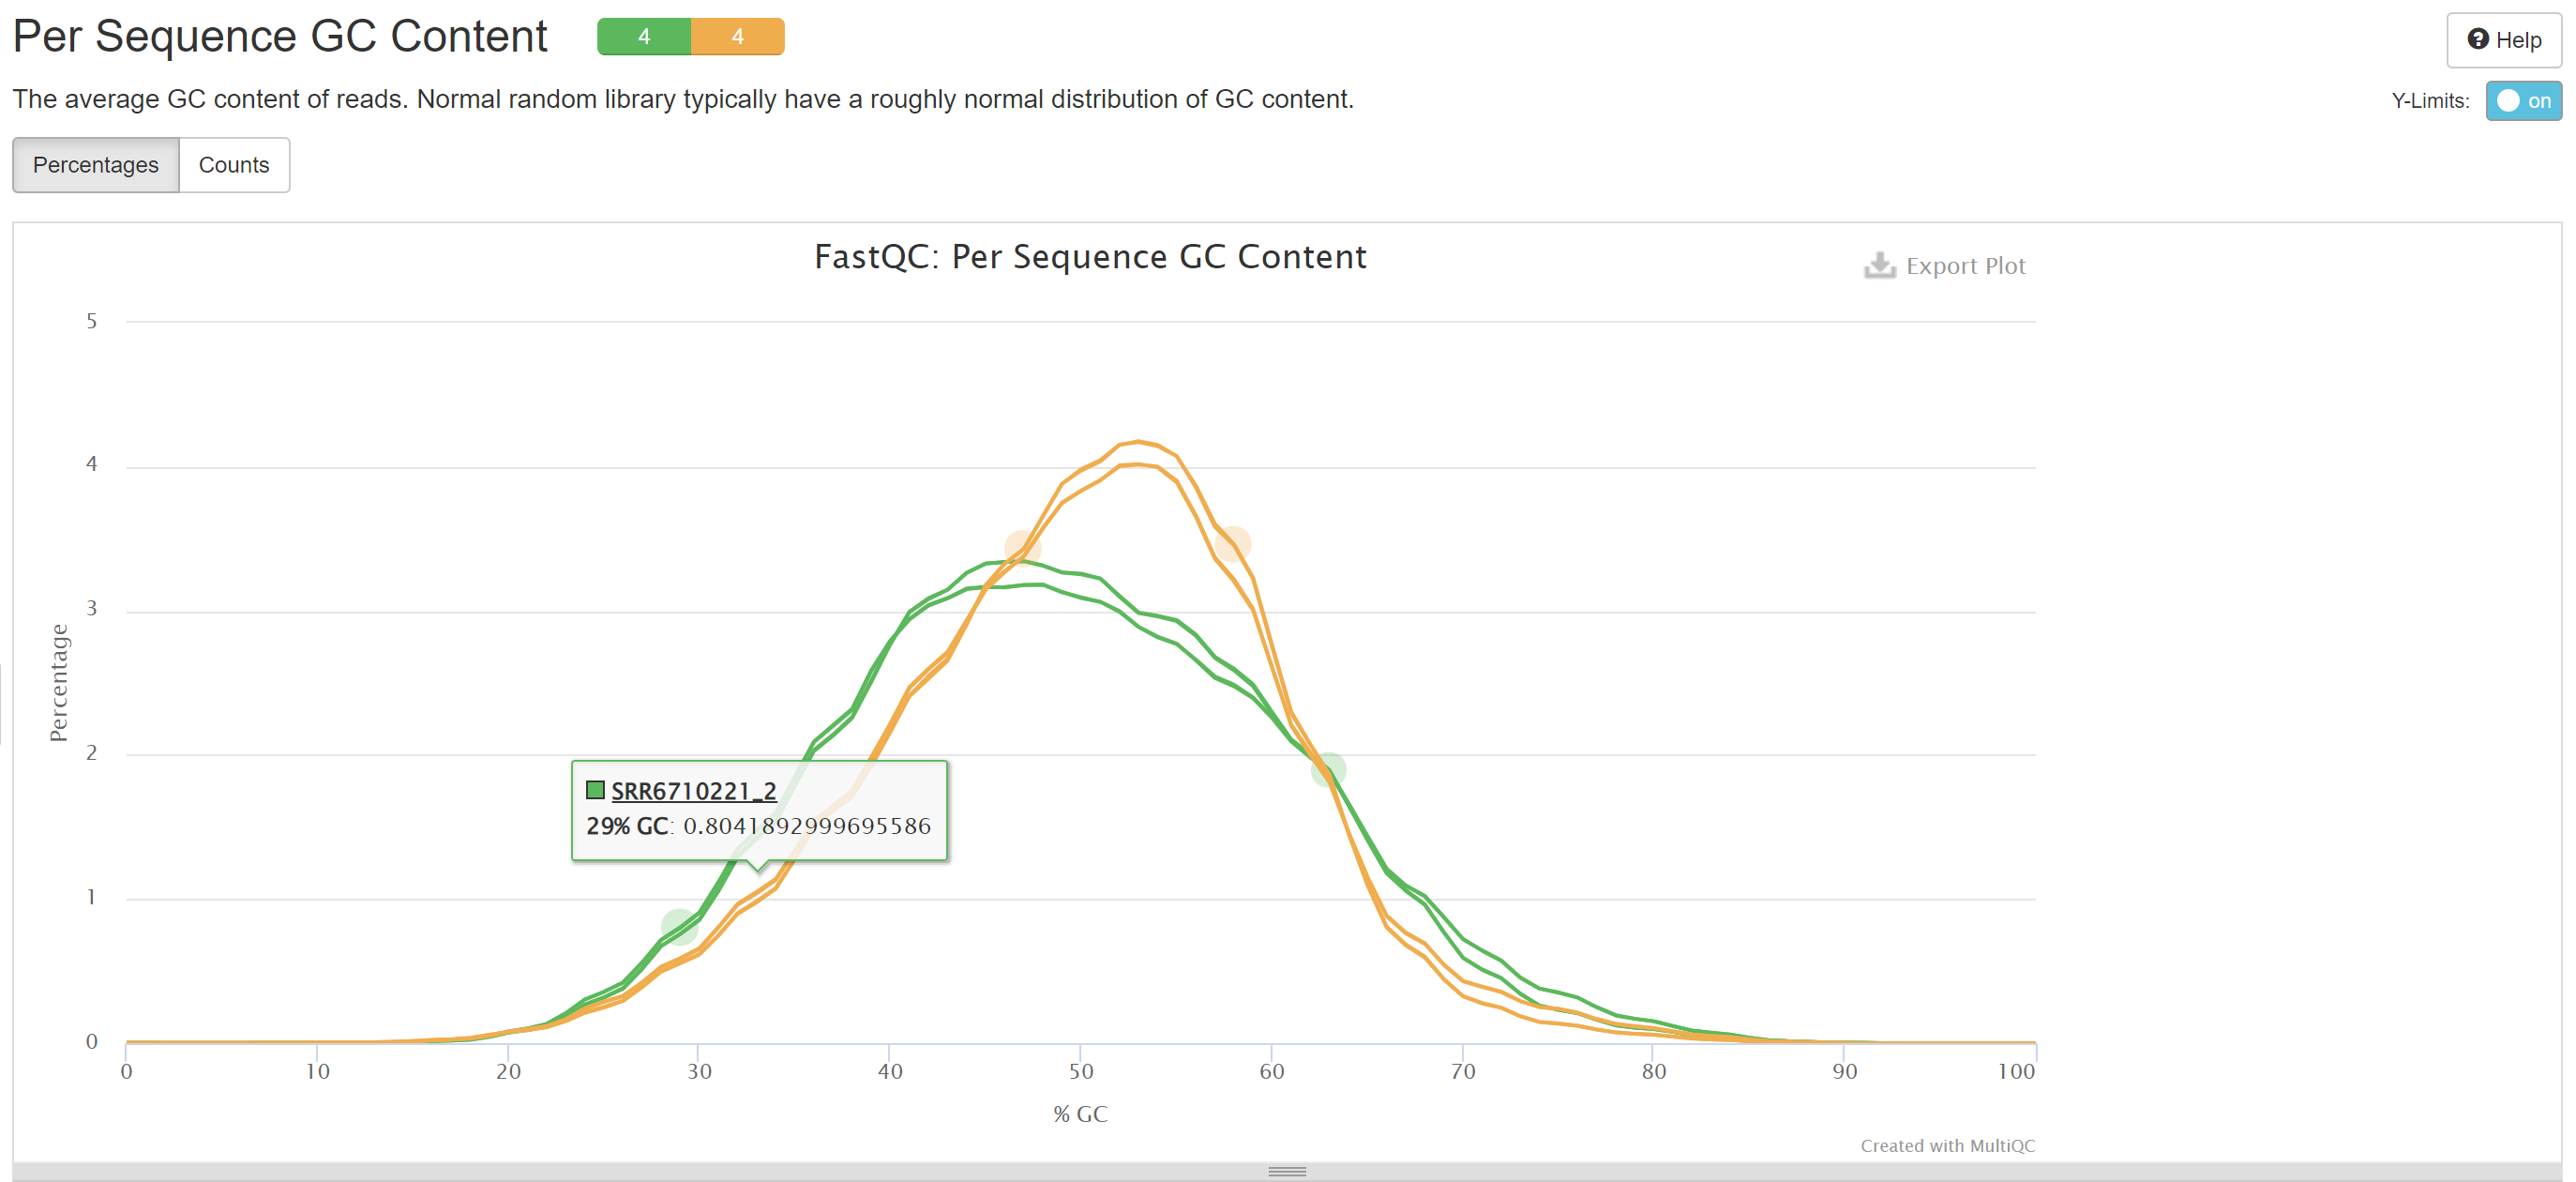 Per Sequence GC Content
4 4
Help
The average GC content of reads. Normal random library typically have a roughly normal distribution of GC content.
Y-Limits: on
Percentages Counts
FastQC: Per Sequence GC Content
Export Plot
5
4
3
2
1
0
Percentage
SRR6710221_2
29% GC: 0.8041892999695586
0 10 20 30 40 50 60 70 80 90 100
% GC
Created with MultiQC